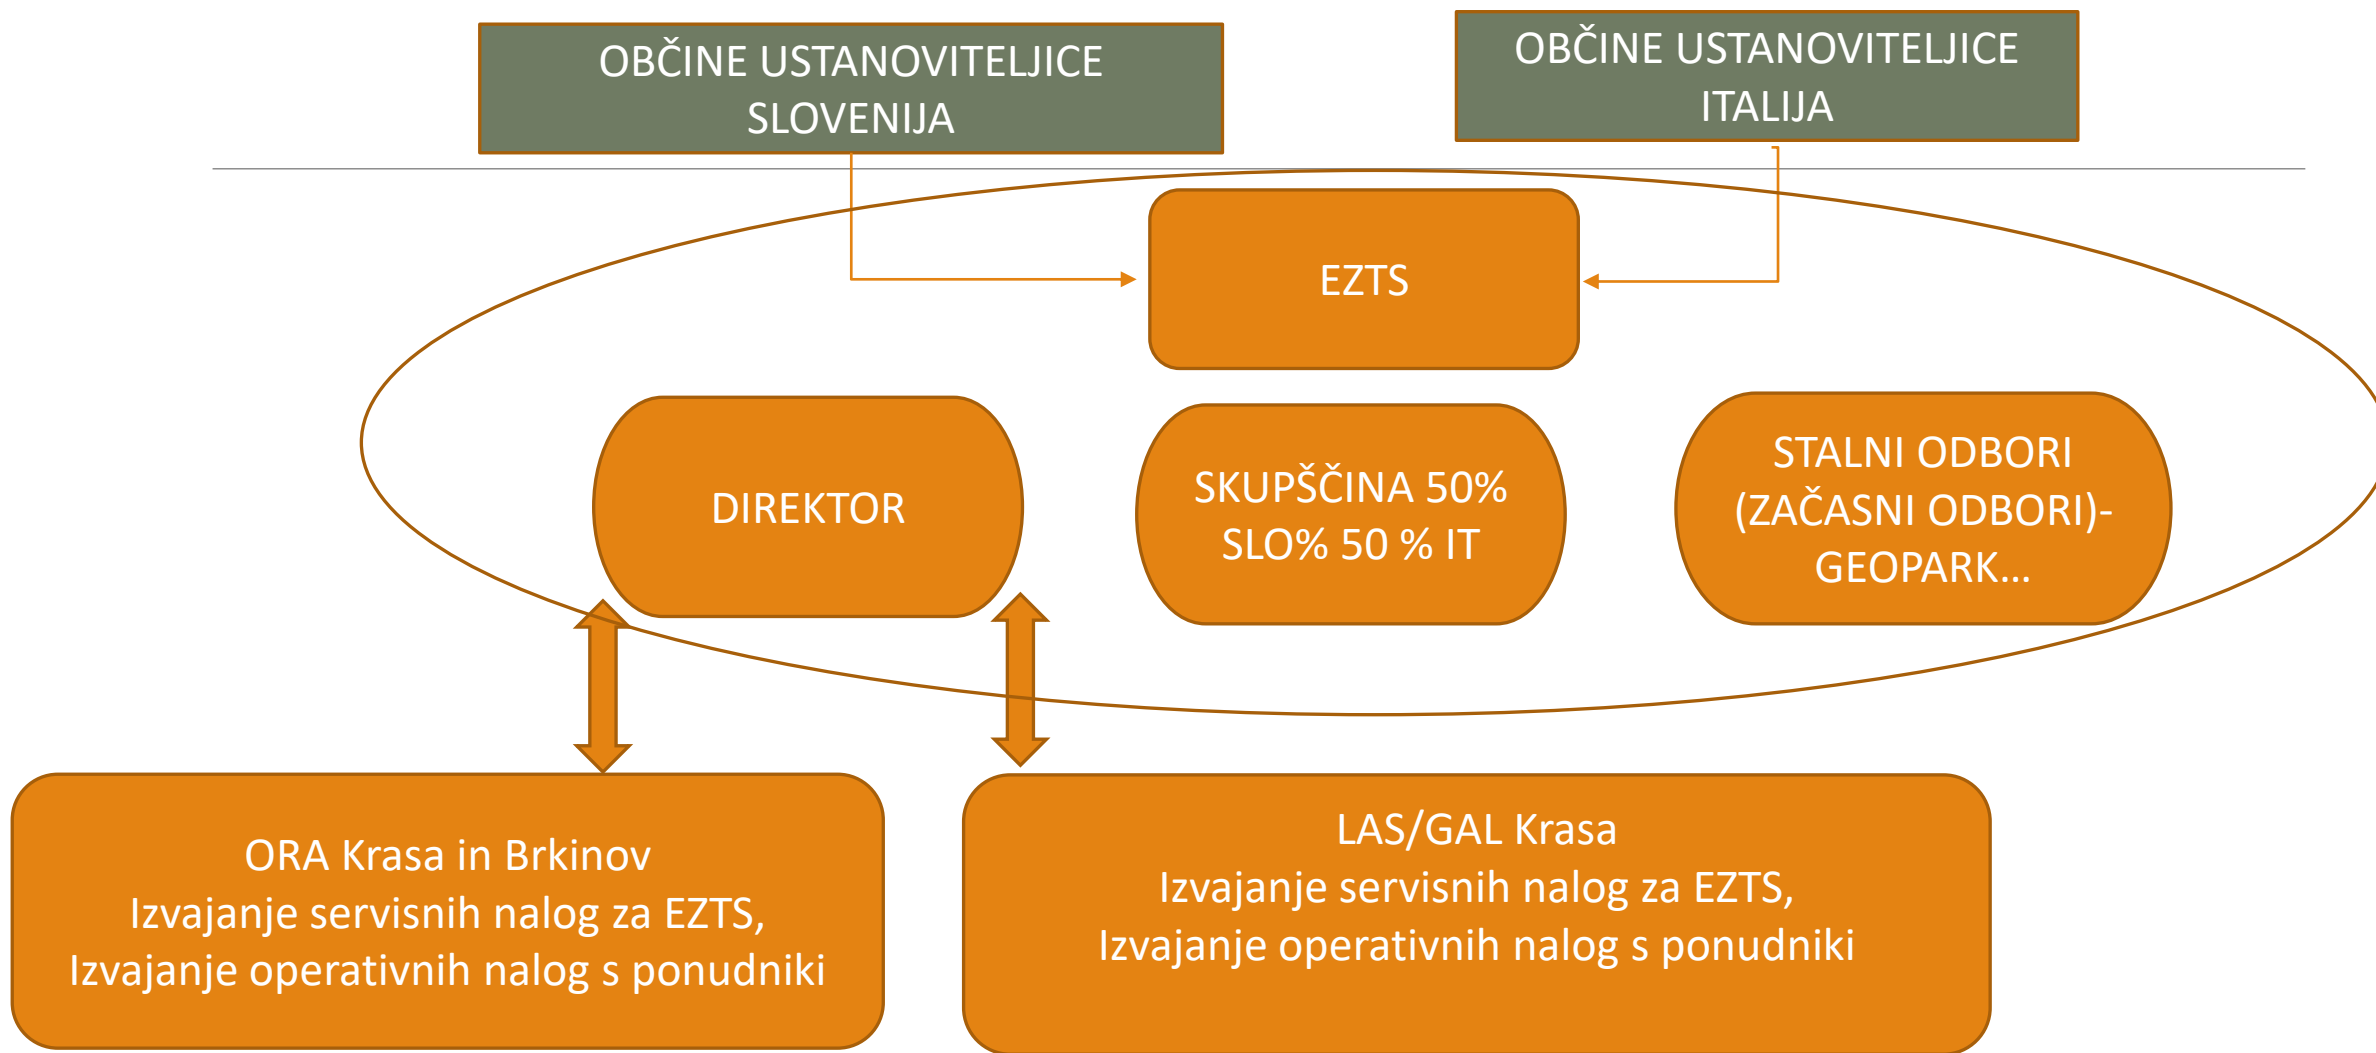 OBČINE USTANOVITELJICE
SLOVENIJA
OBČINE USTANOVITELJICE
ITALIJA
EZTS
DIREKTOR
SKUPŠČINA 50%
SLO% 50 % IT
STALNI ODBORI
(ZAČASNI ODBORI)-
GEOPARK...
ORA Krasa in Brkinov
Izvajanje servisnih nalog za EZTS,
Izvajanje operativnih nalog s ponudniki
LAS/GAL Krasa
Izvajanje servisnih nalog za EZTS,
Izvajanje operativnih nalog s ponudniki